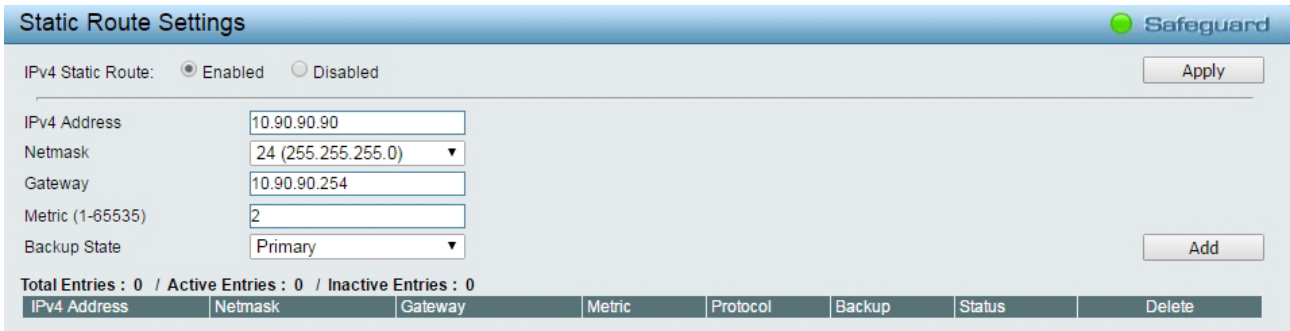 Static Route Settings
Safeguard
IPv4 Static Route: Enabled Disabled Apply
IPv4 Address 10.90.90.90
Netmask 24 (255.255.255.0)
Gateway 10.90.90.254
Metric (1-65535) 2
Backup State Primary Add
Total Entries : 0 / Active Entries : 0 / Inactive Entries : 0
IPv4 Address Netmask Gateway Metric Protocol Backup Status Delete